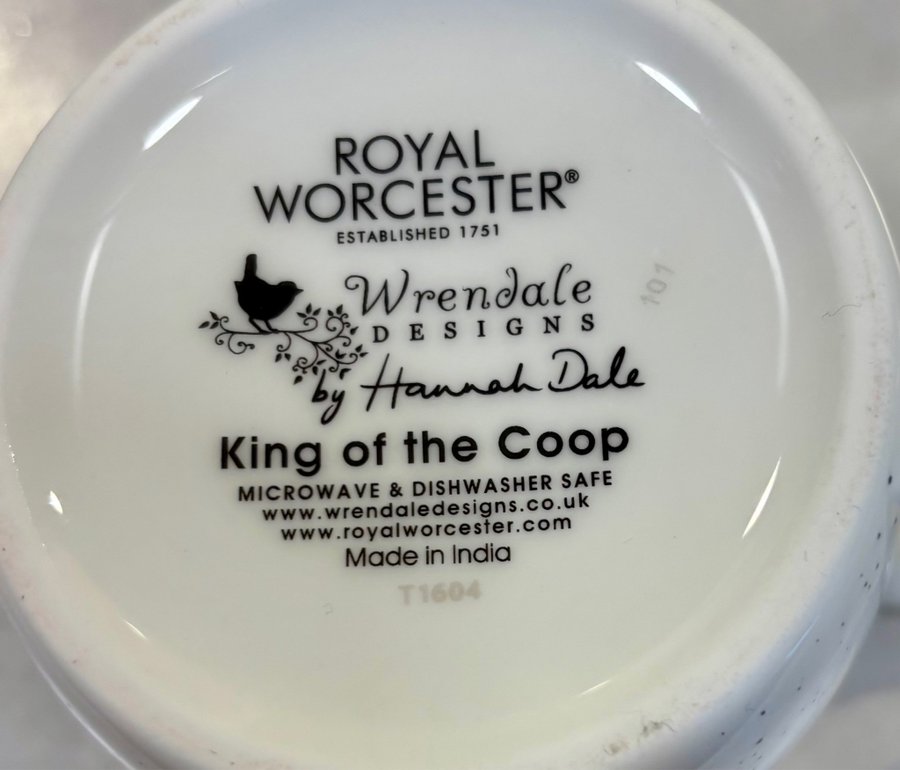 ROYAL
WORCESTER®
ESTABLISHED 1751
Wrendale
DESIGNS
by Hannah Dale
101
King of the Coop
MICROWAVE & DISHWASHER SAFE
www.wrendaledesigns.co.uk
www.royalworcester.com
Made in India
T1604